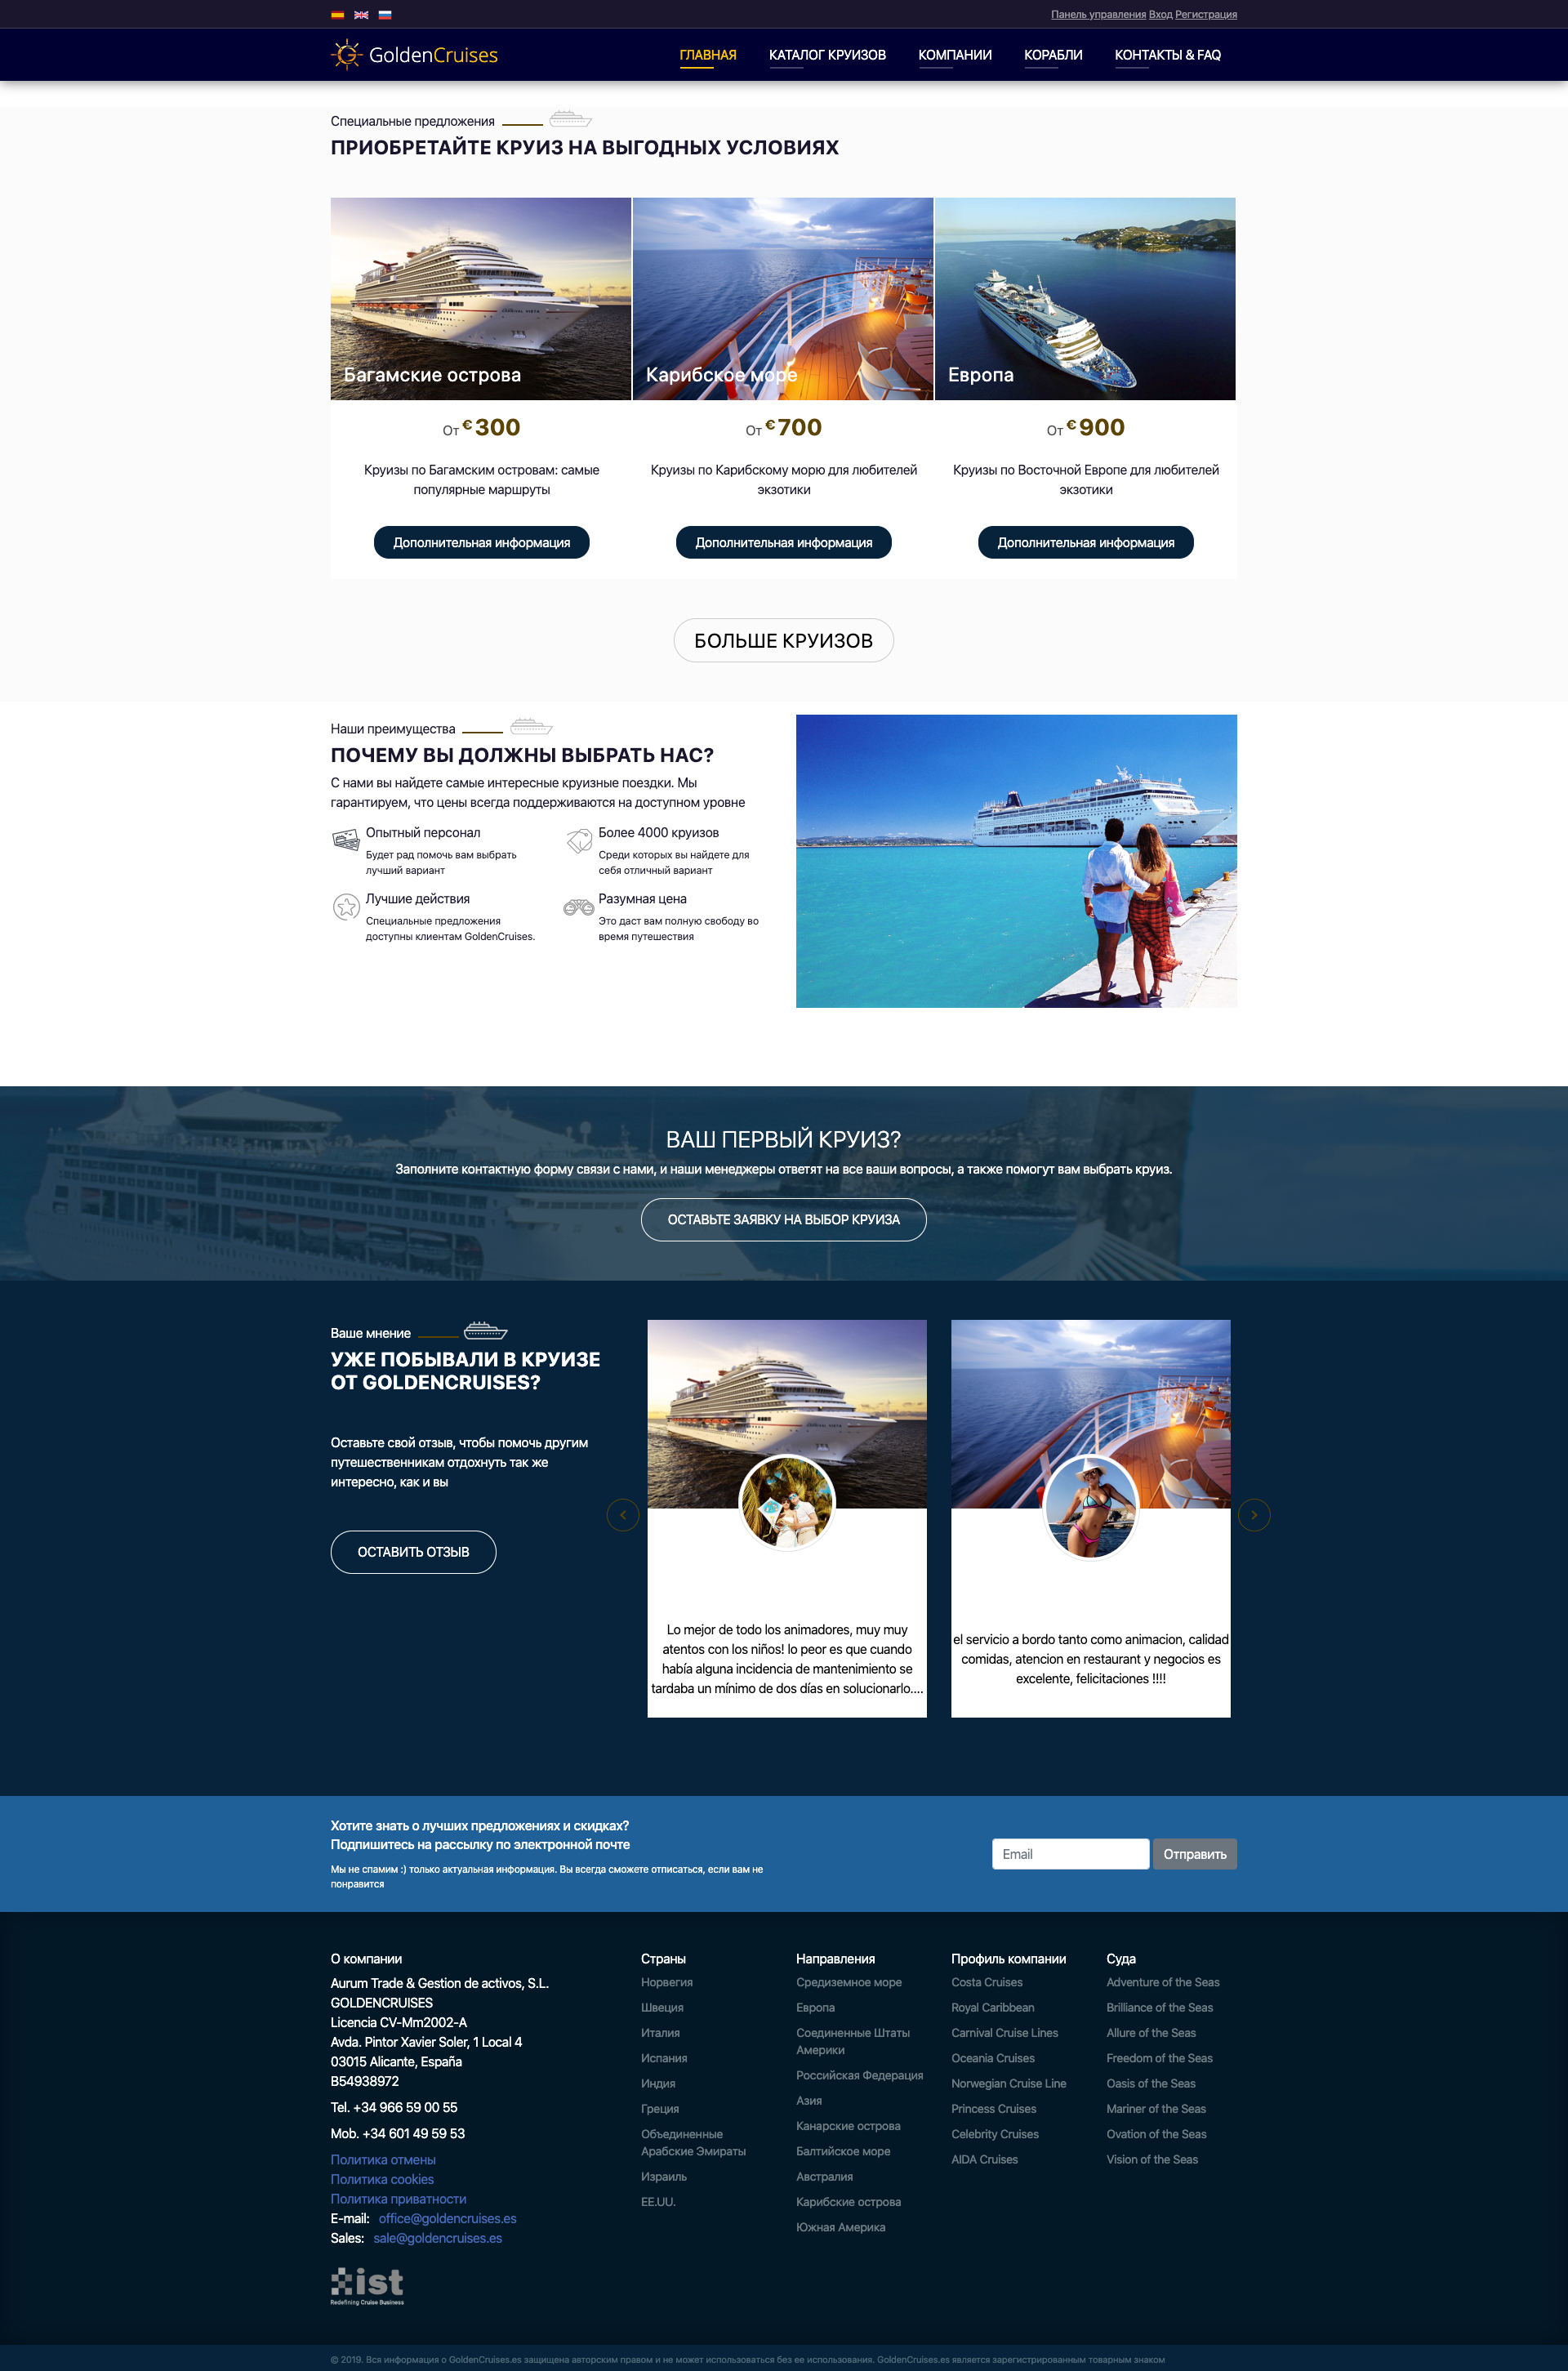 Панель управления Вход Регистрация
GoldenCruises
ГЛАВНАЯ КАТАЛОГ КРУИЗОВ КОМПАНИИ КОРАБЛИ КОНТАКТЫ & FAQ
Специальные предложения
ПРИОБРЕТАЙТЕ КРУИЗ НА ВЫГОДНЫХ УСЛОВИЯХ
Багамские острова
От €300
Круизы по Багамским островам: самые
популярные маршруты
Дополнительная информация
Карибское море
От €700
Круизы по Карибскому морю для любителей
экзотики
Дополнительная информация
Европа
От €900
Круизы по Восточной Европе для любителей
экзотики
Дополнительная информация
БОЛЬШЕ КРУИЗОВ
Наши преимущества
ПОЧЕМУ ВЫ ДОЛЖНЫ ВЫБРАТЬ НАС?
С нами вы найдете самые интересные круизные поездки. Мы
гарантируем, что цены всегда поддерживаются на доступном уровне
Опытный персонал
Будет рад помочь вам выбрать
лучший вариант
Более 4000 круизов
Среди которых вы найдете для
себя отличный вариант
Лучшие действия
Специальные предложения
доступны клиентам GoldenCruises.
Разумная цена
Это даст вам полную свободу во
время путешествия
ВАШ ПЕРВЫЙ КРУИЗ?
Заполните контактную форму связи с нами, и наши менеджеры ответят на все ваши вопросы, а также помогут вам выбрать круиз.
ОСТАВЬТЕ ЗАЯВКУ НА ВЫБОР КРУИЗА
Ваше мнение
УЖЕ ПОБЫВАЛИ В КРУИЗЕ
ОТ GOLDENCRUISES?
Оставьте свой отзыв, чтобы помочь другим
путешественникам отдохнуть так же
интересно, как и вы
ОСТАВИТЬ ОТЗЫВ
Lo mejor de todo los animadores, muy muy
atentos con los niños! lo peor es que cuando
había alguna incidencia de mantenimiento se
tardaba un mínimo de dos días en solucionarlo....
el servicio a bordo tanto como animacion, calidad
comidas, atencion en restaurant y negocios es
excelente, felicitaciones !!!!
Хотите знать о лучших предложениях и скидках?
Подпишитесь на рассылку по электронной почте
Мы не спамим :) только актуальная информация. Вы всегда сможете отписаться, если вам не
понравится
Email
Отправить
О компании
Aurum Trade & Gestion de activos, S.L.
GOLDENCRUISES
Licencia CV-Mm2002-A
Avda. Pintor Xavier Soler, 1 Local 4
03015 Alicante, España
B54938972
Tel. +34 966 59 00 55
Mob. +34 601 49 59 53
Политика отмены
Политика cookies
Политика приватности
E-mail: office@goldencruises.es
Sales: sale@goldencruises.es
ist
Redefining Cruise Business
Страны
Норвегия
Швеция
Италия
Испания
Индия
Греция
Объединенные
Арабские Эмираты
Израиль
EE.UU.
Направления
Средиземное море
Европа
Соединенные Штаты
Америки
Российская Федерация
Азия
Канарские острова
Балтийское море
Австралия
Карибские острова
Южная Америка
Профиль компании
Costa Cruises
Royal Caribbean
Carnival Cruise Lines
Oceania Cruises
Norwegian Cruise Line
Princess Cruises
Celebrity Cruises
AIDA Cruises
Суда
Adventure of the Seas
Brilliance of the Seas
Allure of the Seas
Freedom of the Seas
Oasis of the Seas
Mariner of the Seas
Ovation of the Seas
Vision of the Seas
© 2019. Вся информация о GoldenCruises.es защищена авторским правом и не может использоваться без ее использования. GoldenCruises.es является зарегистрированным товарным знаком